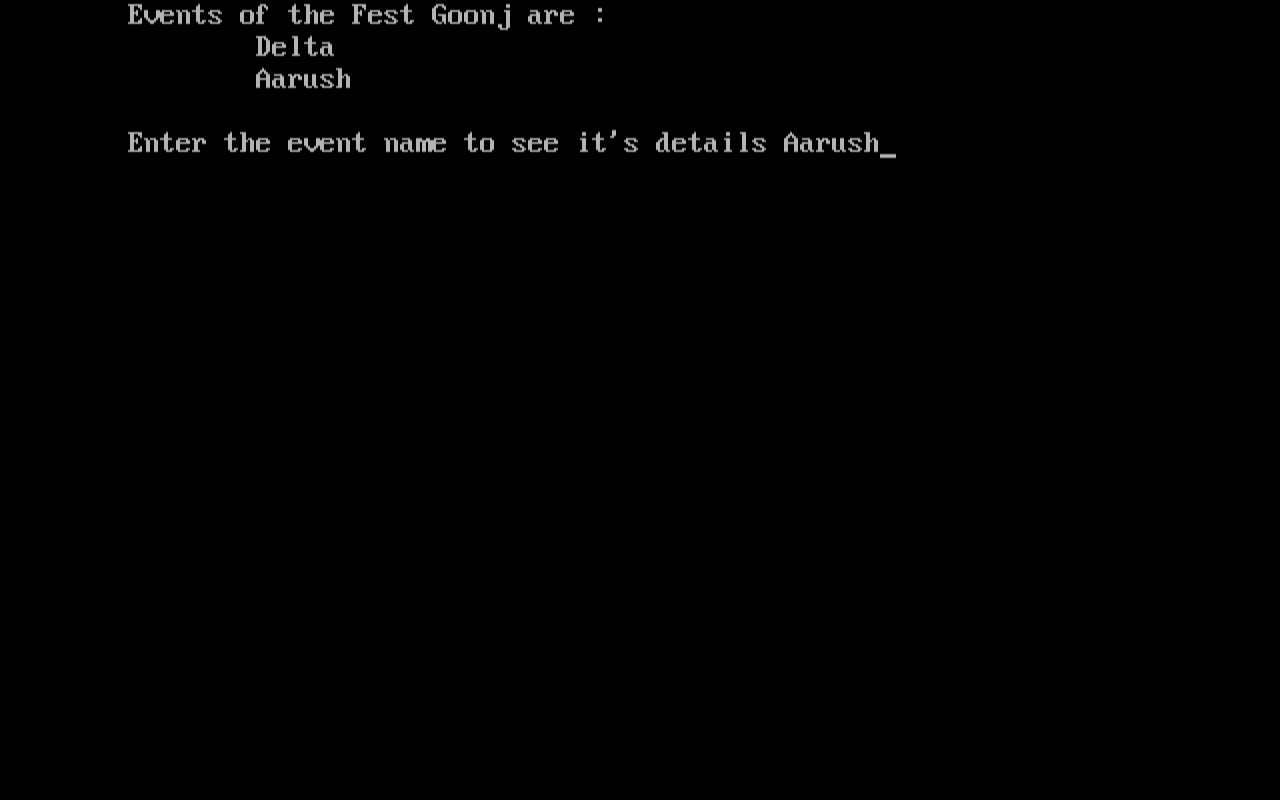 Events of the Fest Goonj are :
Delta
Aarush
Enter the event name to see it's details Aarush_